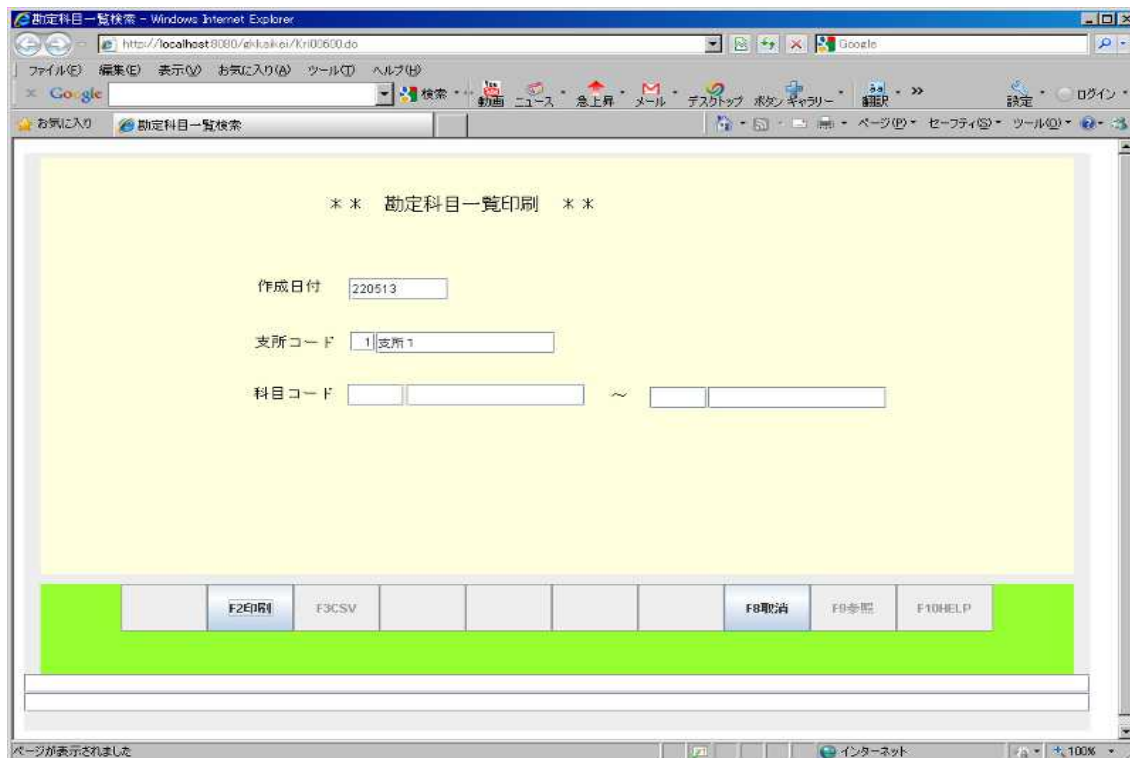 勘定科目一覧検索 - Windows Internet Explorer
http://localhost:8080/gkkaikei/Kri00600.do
Google
ファイル(F) 編集(E) 表示(V) お気に入り(A) ツール(T) ヘルプ(H)
Google 検索 動画 ニュース 急上昇 メール デスクトップ ボタン ギャラリー 翻訳 » 設定 ログイン
お気に入り 勘定科目一覧検索 ページ(P) セーフティ(S) ツール(O)
** 勘定科目一覧印刷 **
作成日付 220513
支所コード 1 支所1
科目コード ～
F2印刷 F3CSV F8取消 F9参照 F10HELP
ページが表示されました インターネット 100%